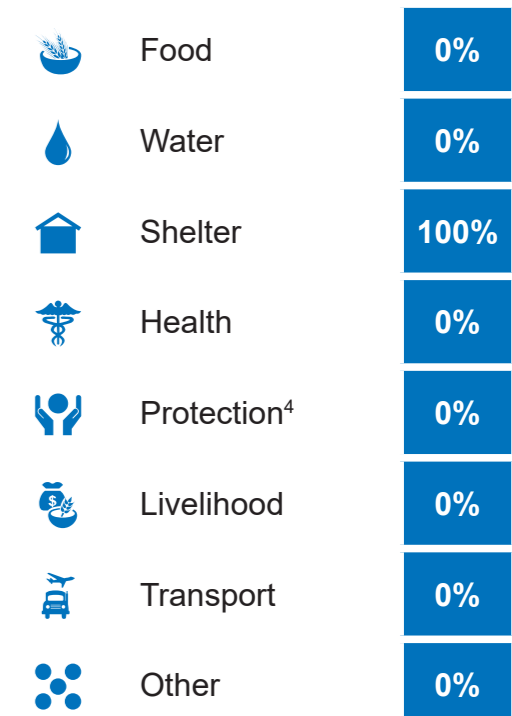 Food 0%
Water 0%
Shelter 100%
Health 0%
Protection⁴ 0%
Livelihood 0%
$
Transport 0%
Other 0%